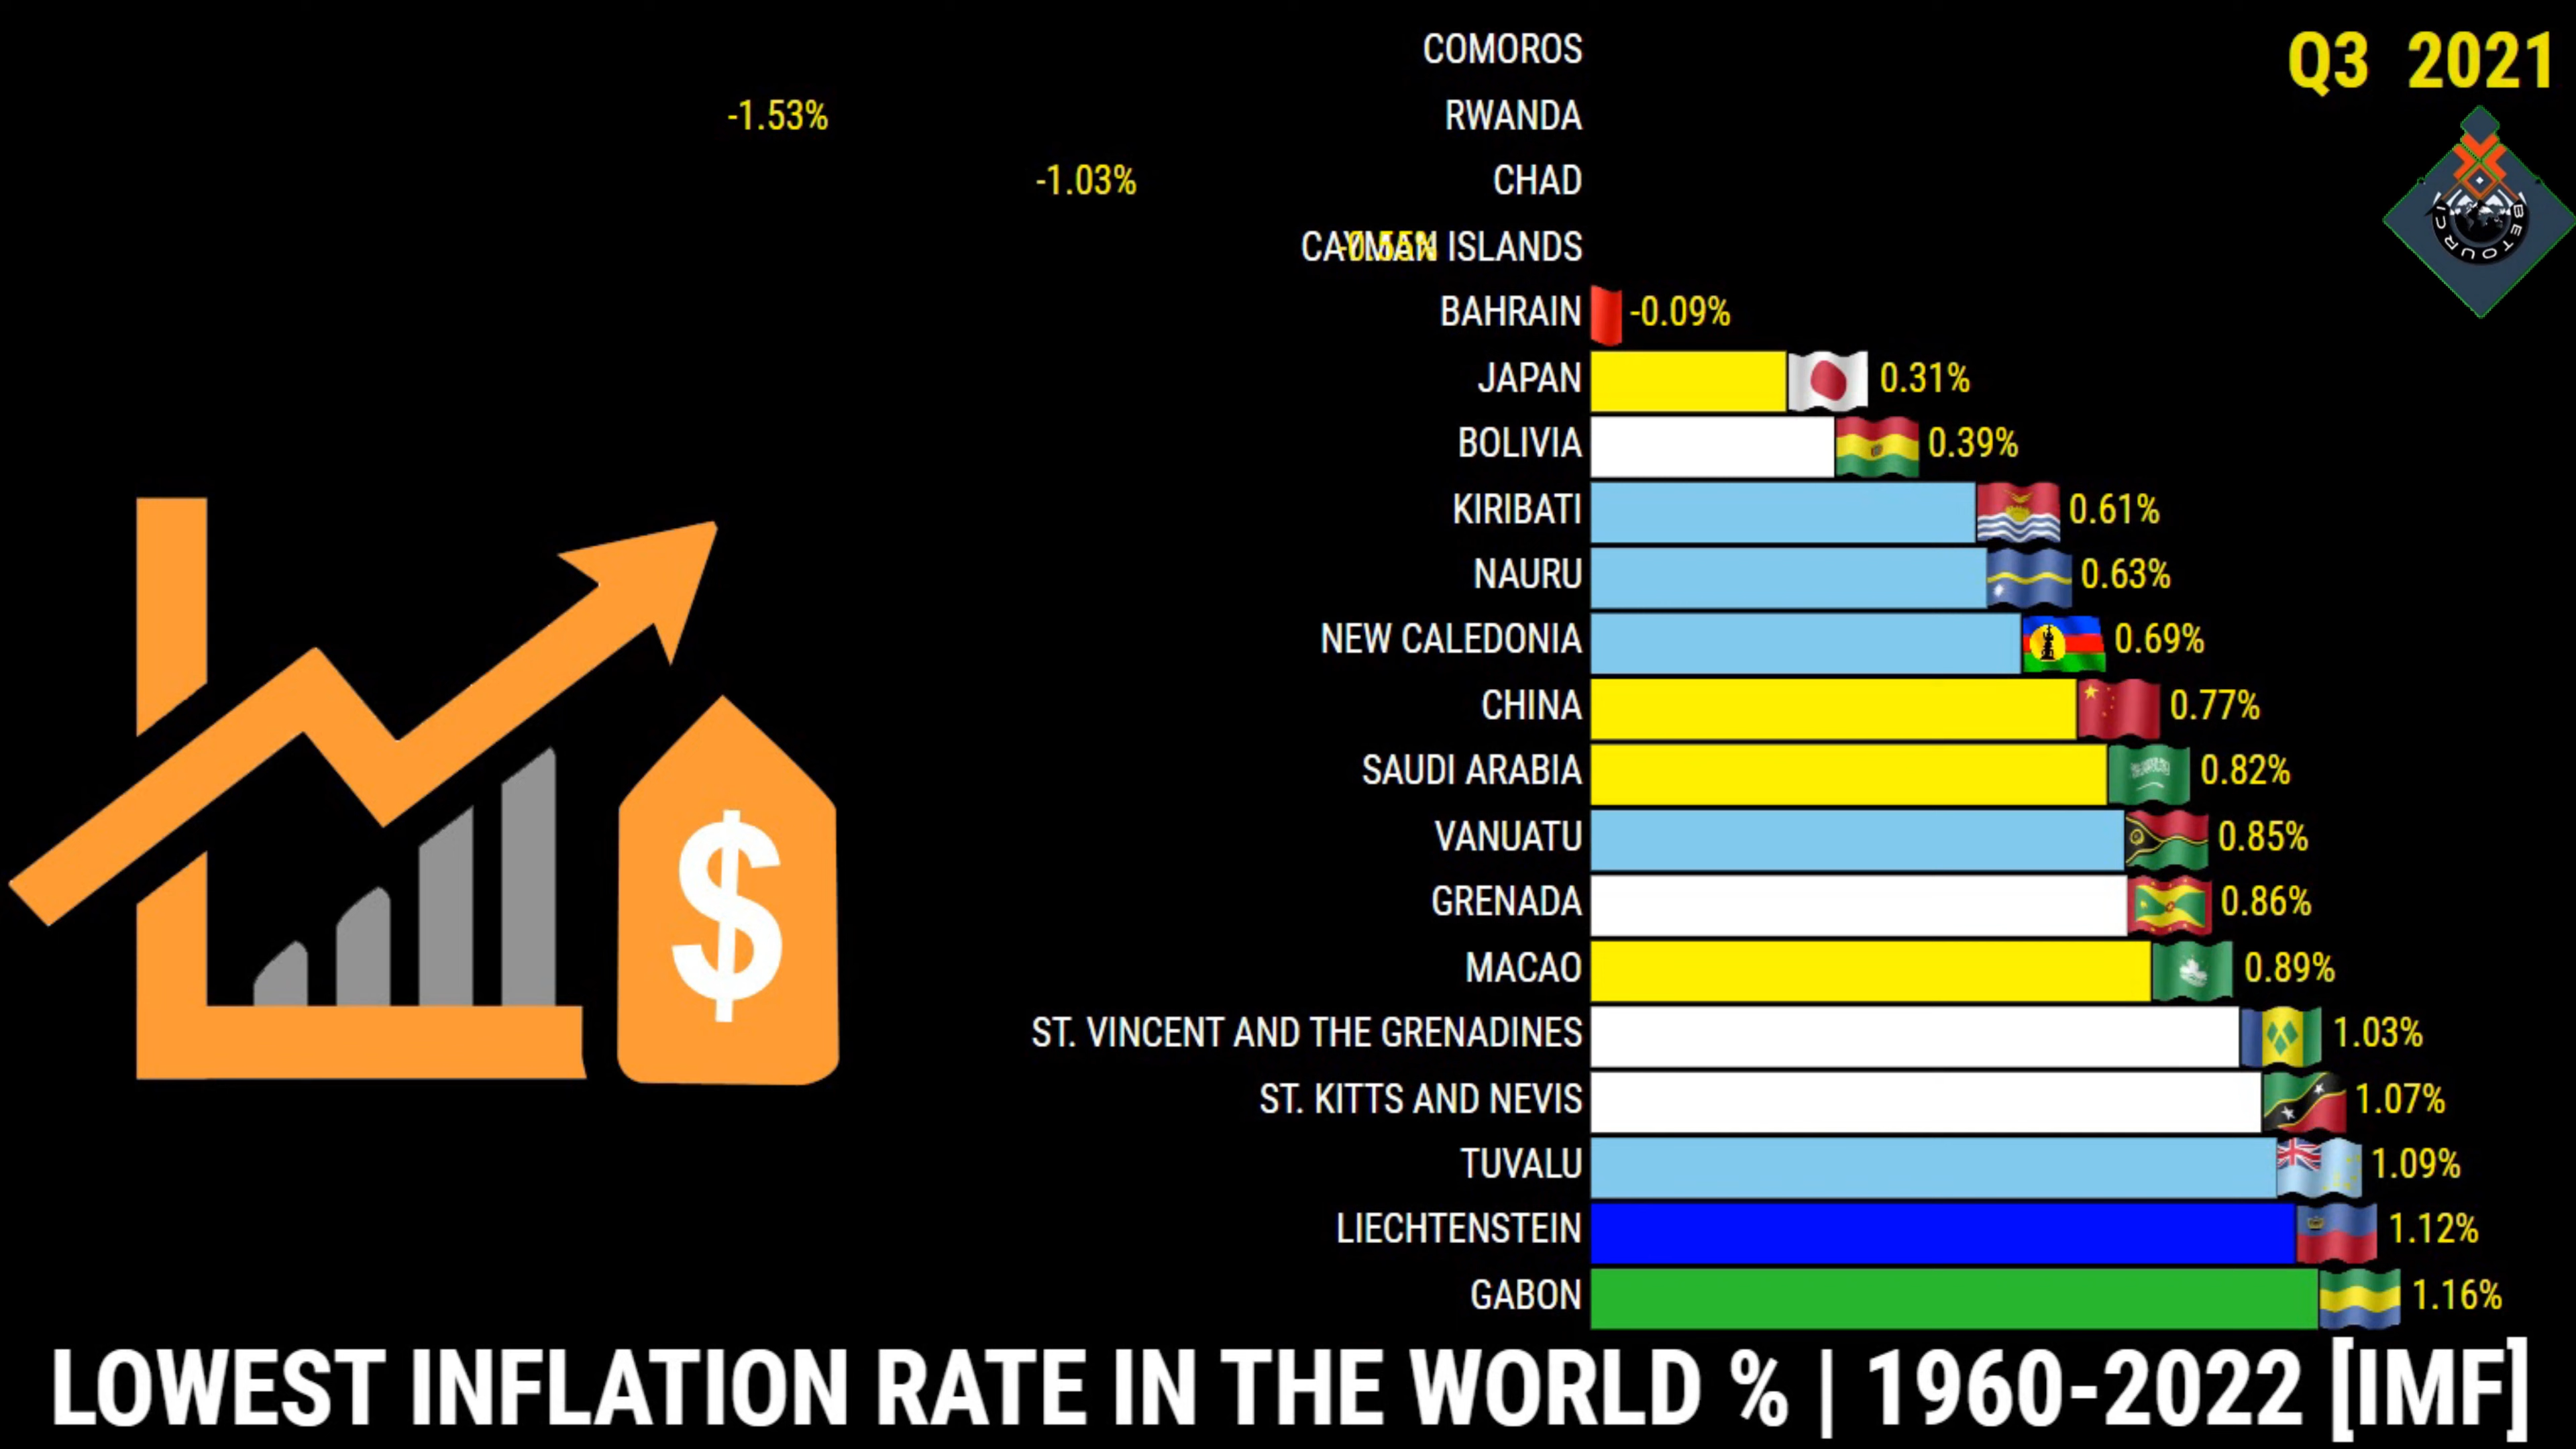 COMOROS
Q3 2021
-1.53% RWANDA
-1.03% CHAD
CAYMAN ISLANDS
BAHRAIN -0.09%
JAPAN 0.31%
BOLIVIA 0.39%
KIRIBATI 0.61%
NAURU 0.63%
NEW CALEDONIA 0.69%
CHINA 0.77%
SAUDI ARABIA 0.82%
VANUATU 0.85%
GRENADA 0.86%
MACAO 0.89%
ST. VINCENT AND THE GRENADINES 1.03%
ST. KITTS AND NEVIS 1.07%
TUVALU 1.09%
LIECHTENSTEIN 1.12%
GABON 1.16%
$
LOWEST INFLATION RATE IN THE WORLD % | 1960-2022 [IMF]